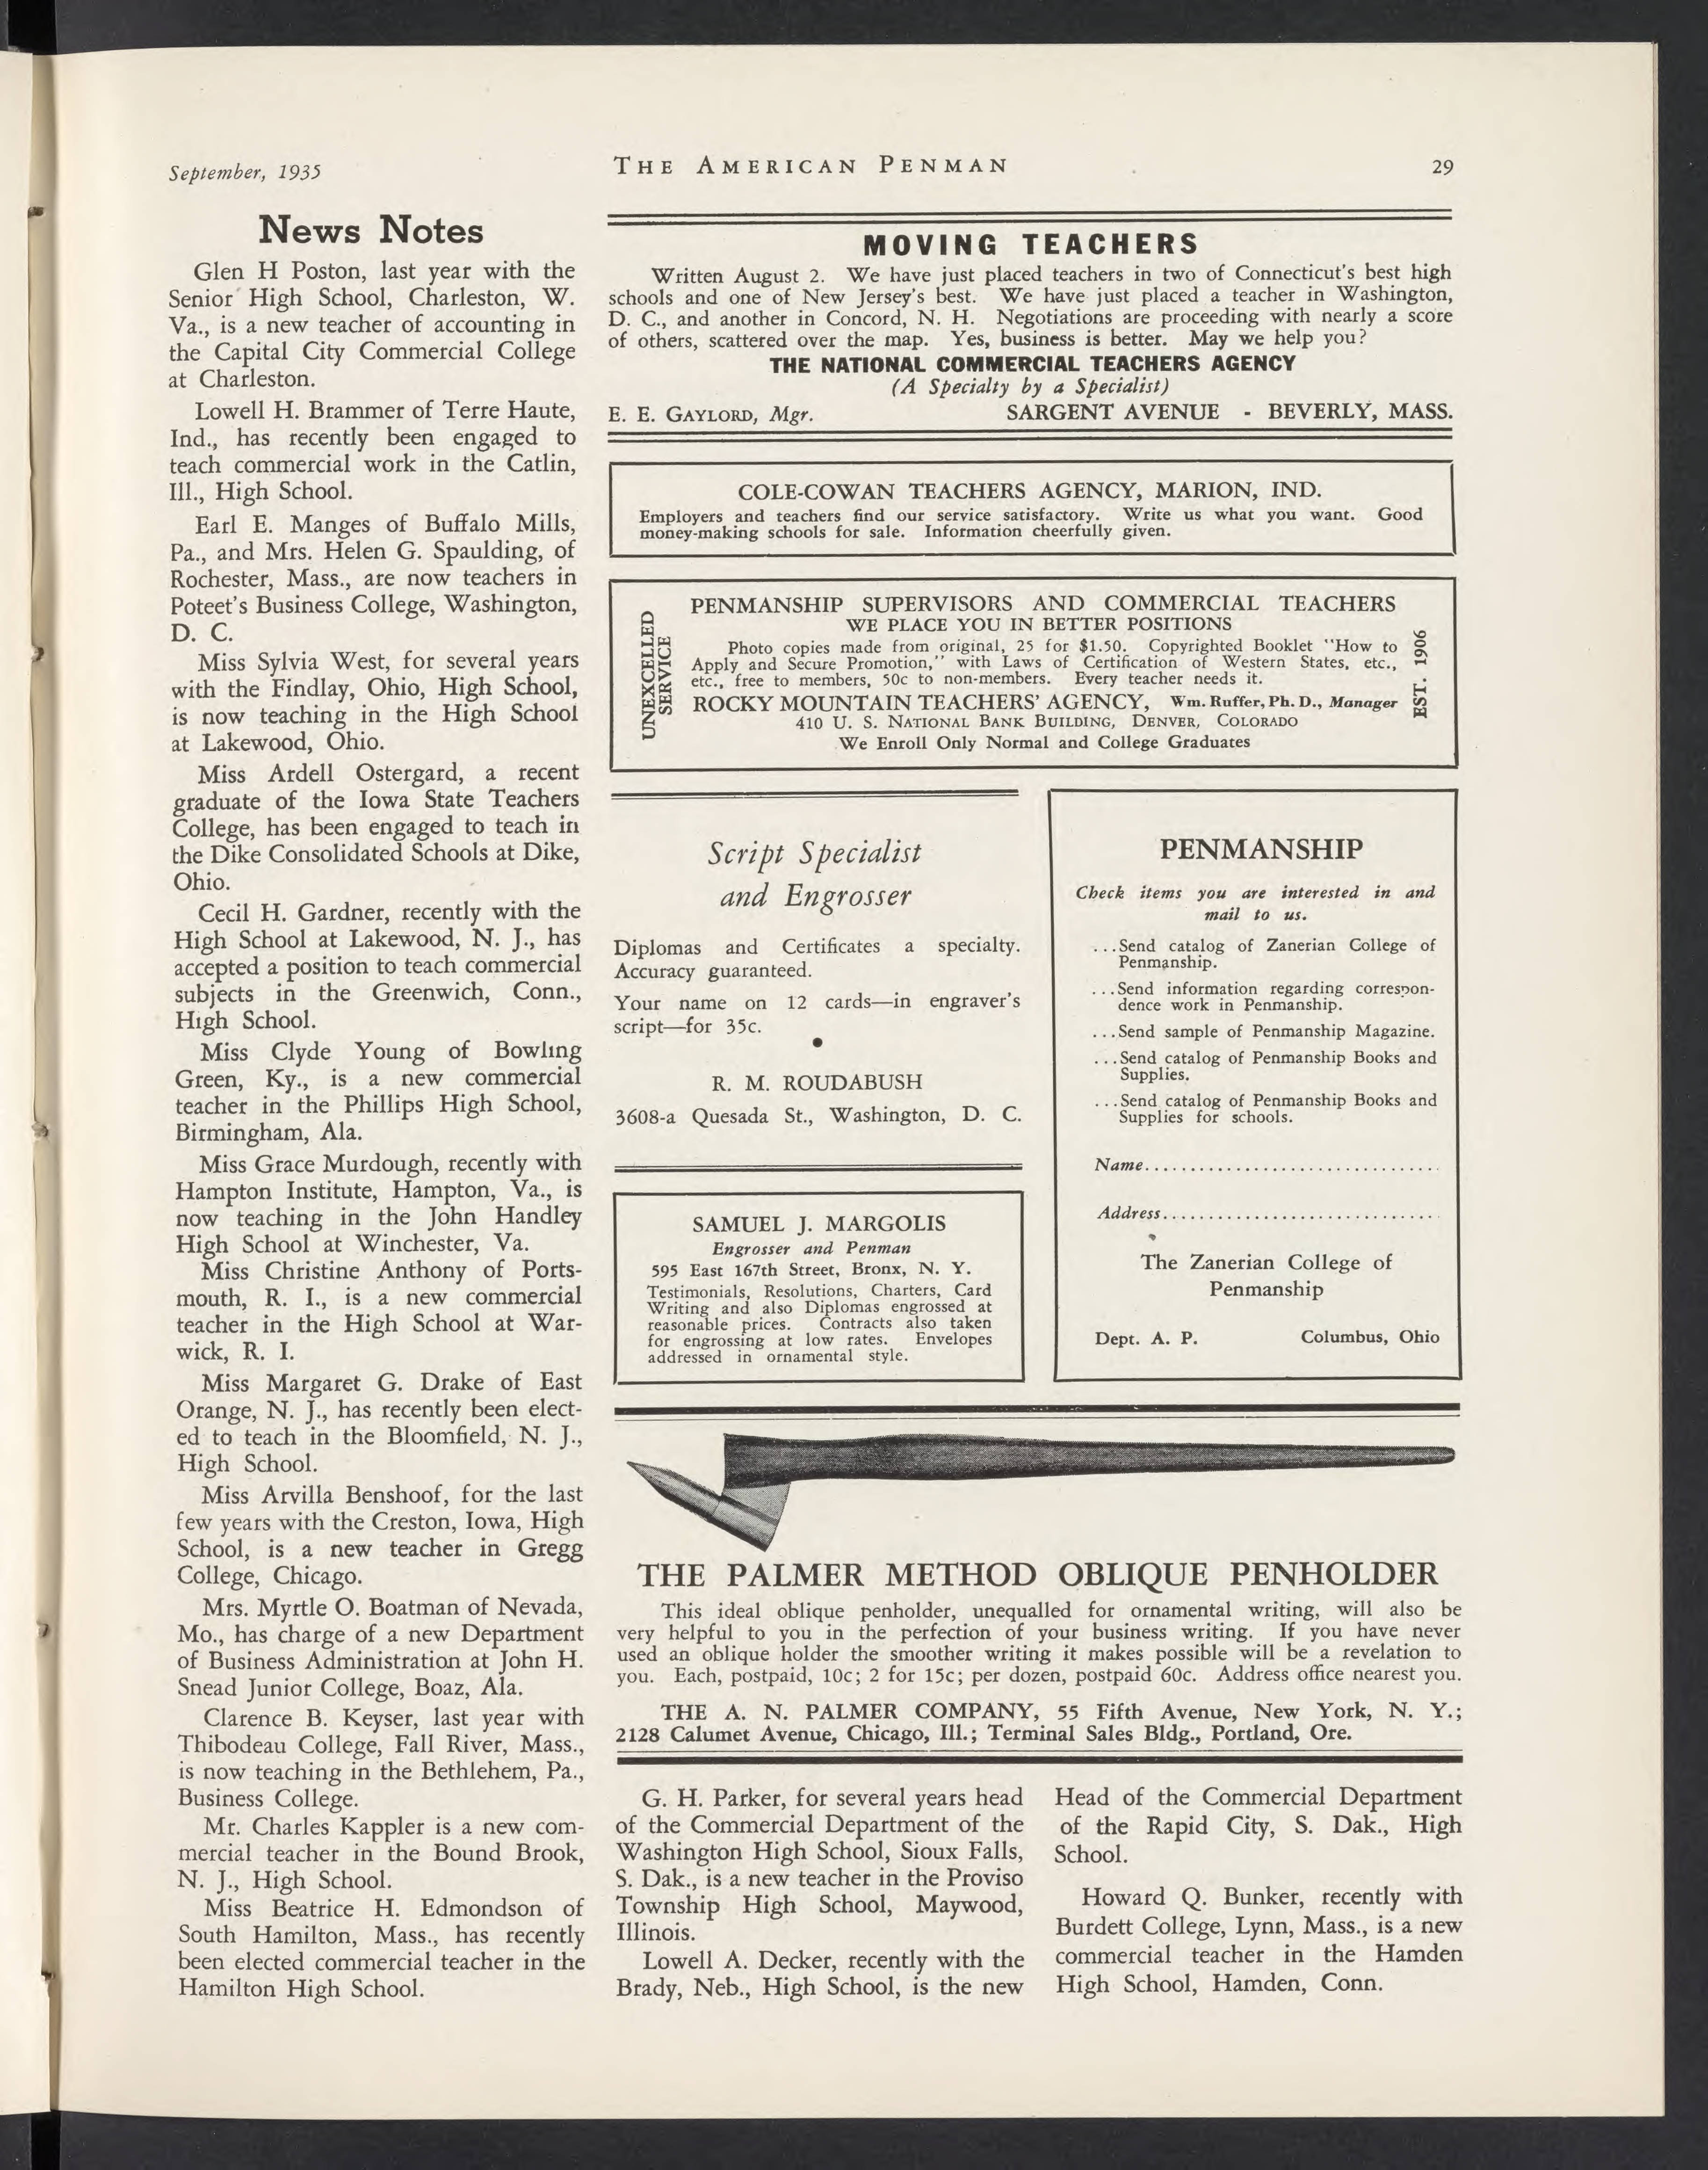 September, 1935
THE AMERICAN PENMAN
29
News Notes
Glen H Poston, last year with the
Senior High School, Charleston, W.
Va., is a new teacher of accounting in
the Capital City Commercial College
at Charleston.
Lowell H. Brammer of Terre Haute,
Ind., has recently been engaged to
teach commercial work in the Catlin,
Ill., High School.
Earl E. Manges of Buffalo Mills,
Pa., and Mrs. Helen G. Spaulding, of
Rochester, Mass., are now teachers in
Poteet's Business College, Washington,
D. C.
Miss Sylvia West, for several years
with the Findlay, Ohio, High School,
is now teaching in the High School
at Lakewood, Ohio.
Miss Ardell Ostergard, a recent
graduate of the Iowa State Teachers
College, has been engaged to teach in
the Dike Consolidated Schools at Dike,
Ohio.
Cecil H. Gardner, recently with the
High School at Lakewood, N. J., has
accepted a position to teach commercial
subjects in the Greenwich, Conn.,
High School.
Miss Clyde Young of Bowling
Green, Ky., is a new commercial
teacher in the Phillips High School,
Birmingham, Ala.
Miss Grace Murdough, recently with
Hampton Institute, Hampton, Va., is
now teaching in the John Handley
High School at Winchester, Va.
Miss Christine Anthony of Ports-
mouth, R. I., is a new commercial
teacher in the High School at War-
wick, R. I.
Miss Margaret G. Drake of East
Orange, N. J., has recently been elect-
ed to teach in the Bloomfield, N. J.,
High School.
Miss Arvilla Benshoof, for the last
few years with the Creston, Iowa, High
School, is a new teacher in Gregg
College, Chicago.
Mrs. Myrtle O. Boatman of Nevada,
Mo., has charge of a new Department
of Business Administration at John H.
Snead Junior College, Boaz, Ala.
Clarence B. Keyser, last year with
Thibodeau College, Fall River, Mass.,
is now teaching in the Bethlehem, Pa.,
Business College.
Mr. Charles Kappler is a new com-
mercial teacher in the Bound Brook,
N. J., High School.
Miss Beatrice H. Edmondson of
South Hamilton, Mass., has recently
been elected commercial teacher in the
Hamilton High School.
MOVING TEACHERS
Written August 2. We have just placed teachers in two of Connecticut's best high
schools and one of New Jersey's best. We have just placed a teacher in Washington,
D. C., and another in Concord, N. H. Negotiations are proceeding with nearly a score
of others, scattered over the map. Yes, business is better. May we help you?
THE NATIONAL COMMERCIAL TEACHERS AGENCY
(A Specialty by a Specialist)
E. E. GAYLORD, Mgr. SARGENT AVENUE - BEVERLY, MASS.
COLE-COWAN TEACHERS AGENCY, MARION, IND.
Employers and teachers find our service satisfactory. Write us what you want. Good
money-making schools for sale. Information cheerfully given.
UNEXCELLED
SERVICE
PENMANSHIP SUPERVISORS AND COMMERCIAL TEACHERS
WE PLACE YOU IN BETTER POSITIONS
Photo copies made from original, 25 for $1.50. Copyrighted Booklet "How to
Apply and Secure Promotion," with Laws of Certification of Western States, etc.,
etc., free to members, 50c to non-members. Every teacher needs it.
ROCKY MOUNTAIN TEACHERS' AGENCY, Wm. Ruffer, Ph. D., Manager
410 U. S. NATIONAL BANK BUILDING, DENVER, COLORADO
We Enroll Only Normal and College Graduates
EST. 1906
Script Specialist
and Engrosser
Diplomas and Certificates a specialty.
Accuracy guaranteed.
Your name on 12 cards—in engraver's
script—for 35c.
•
R. M. ROUDABUSH
3608-a Quesada St., Washington, D. C.
SAMUEL J. MARGOLIS
Engrosser and Penman
595 East 167th Street, Bronx, N. Y.
Testimonials, Resolutions, Charters, Card
Writing and also Diplomas engrossed at
reasonable prices. Contracts also taken
for engrossing at low rates. Envelopes
addressed in ornamental style.
PENMANSHIP
Check items you are interested in and
mail to us.
...Send catalog of Zanerian College of
Penmanship.
...Send information regarding correspon-
dence work in Penmanship.
...Send sample of Penmanship Magazine.
...Send catalog of Penmanship Books and
Supplies.
...Send catalog of Penmanship Books and
Supplies for schools.
Name................................
Address..............................
The Zanerian College of
Penmanship
Dept. A. P. Columbus, Ohio
THE PALMER METHOD OBLIQUE PENHOLDER
This ideal oblique penholder, unequalled for ornamental writing, will also be
very helpful to you in the perfection of your business writing. If you have never
used an oblique holder the smoother writing it makes possible will be a revelation to
you. Each, postpaid, 10c; 2 for 15c; per dozen, postpaid 60c. Address office nearest you.
THE A. N. PALMER COMPANY, 55 Fifth Avenue, New York, N. Y.;
2128 Calumet Avenue, Chicago, Ill.; Terminal Sales Bldg., Portland, Ore.
G. H. Parker, for several years head
of the Commercial Department of the
Washington High School, Sioux Falls,
S. Dak., is a new teacher in the Proviso
Township High School, Maywood,
Illinois.
Lowell A. Decker, recently with the
Brady, Neb., High School, is the new
Head of the Commercial Department
of the Rapid City, S. Dak., High
School.
Howard Q. Bunker, recently with
Burdett College, Lynn, Mass., is a new
commercial teacher in the Hamden
High School, Hamden, Conn.